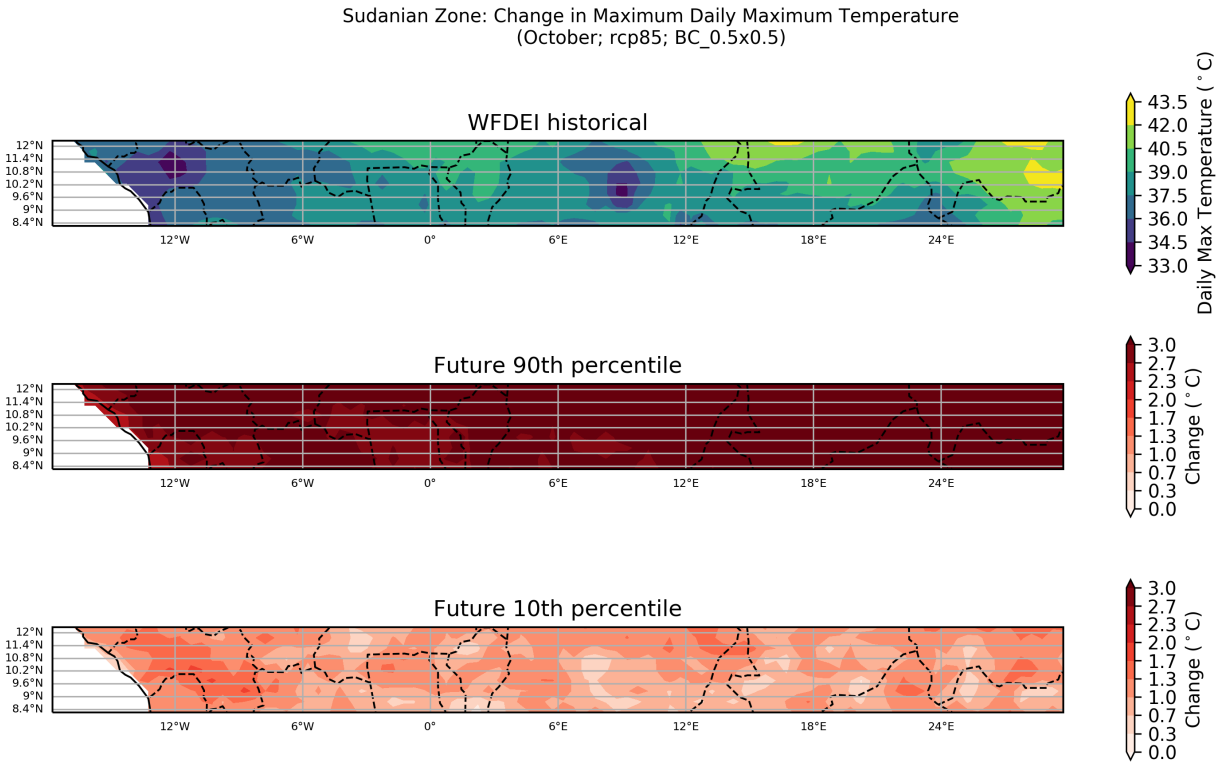 Sudanian Zone: Change in Maximum Daily Maximum Temperature
(October; rcp85; BC_0.5x0.5)
WFDEI historical
12°N
11.4°N
10.8°N
10.2°N
9.6°N
9°N
8.4°N
12°W 6°W 0° 6°E 12°E 18°E 24°E
43.5
42.0
40.5
39.0
37.5
36.0
34.5
33.0
Daily Max Temperature (°C)
Future 90th percentile
12°N
11.4°N
10.8°N
10.2°N
9.6°N
9°N
8.4°N
12°W 6°W 0° 6°E 12°E 18°E 24°E
3.0
2.7
2.3
2.0
1.7
1.3
1.0
0.7
0.3
0.0
Change (°C)
Future 10th percentile
12°N
11.4°N
10.8°N
10.2°N
9.6°N
9°N
8.4°N
12°W 6°W 0° 6°E 12°E 18°E 24°E
3.0
2.7
2.3
2.0
1.7
1.3
1.0
0.7
0.3
0.0
Change (°C)